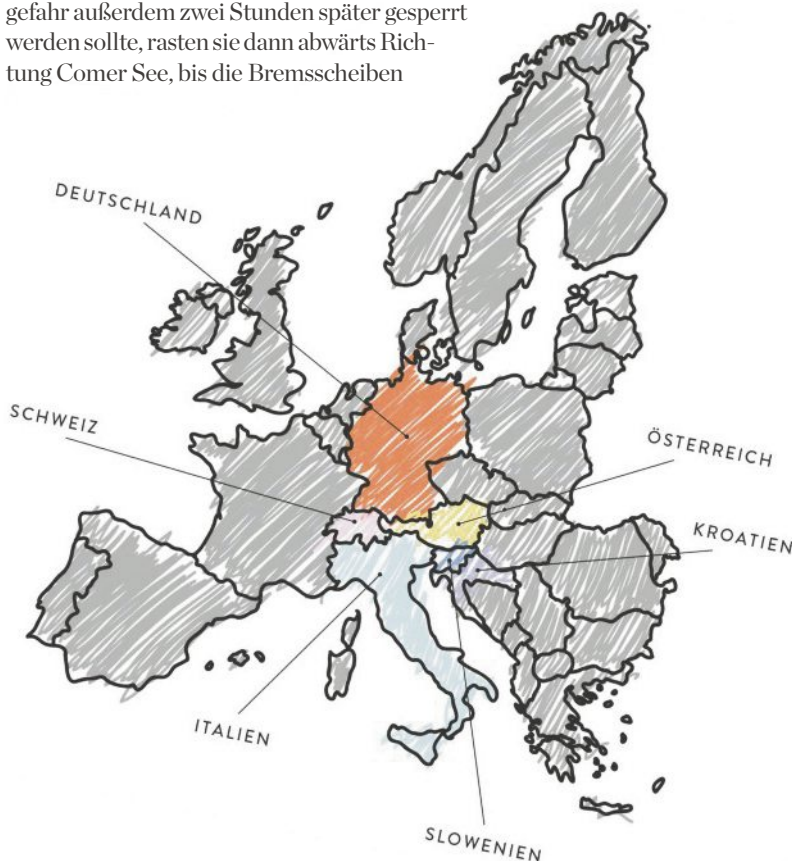 gefahr außerdem zwei Stunden später gesperrt
werden sollte, rasten sie dann abwärts Rich-
tung Comer See, bis die Bremsscheiben
DEUTSCHLAND
SCHWEIZ
ÖSTERREICH
KROATIEN
ITALIEN
SLOWENIEN